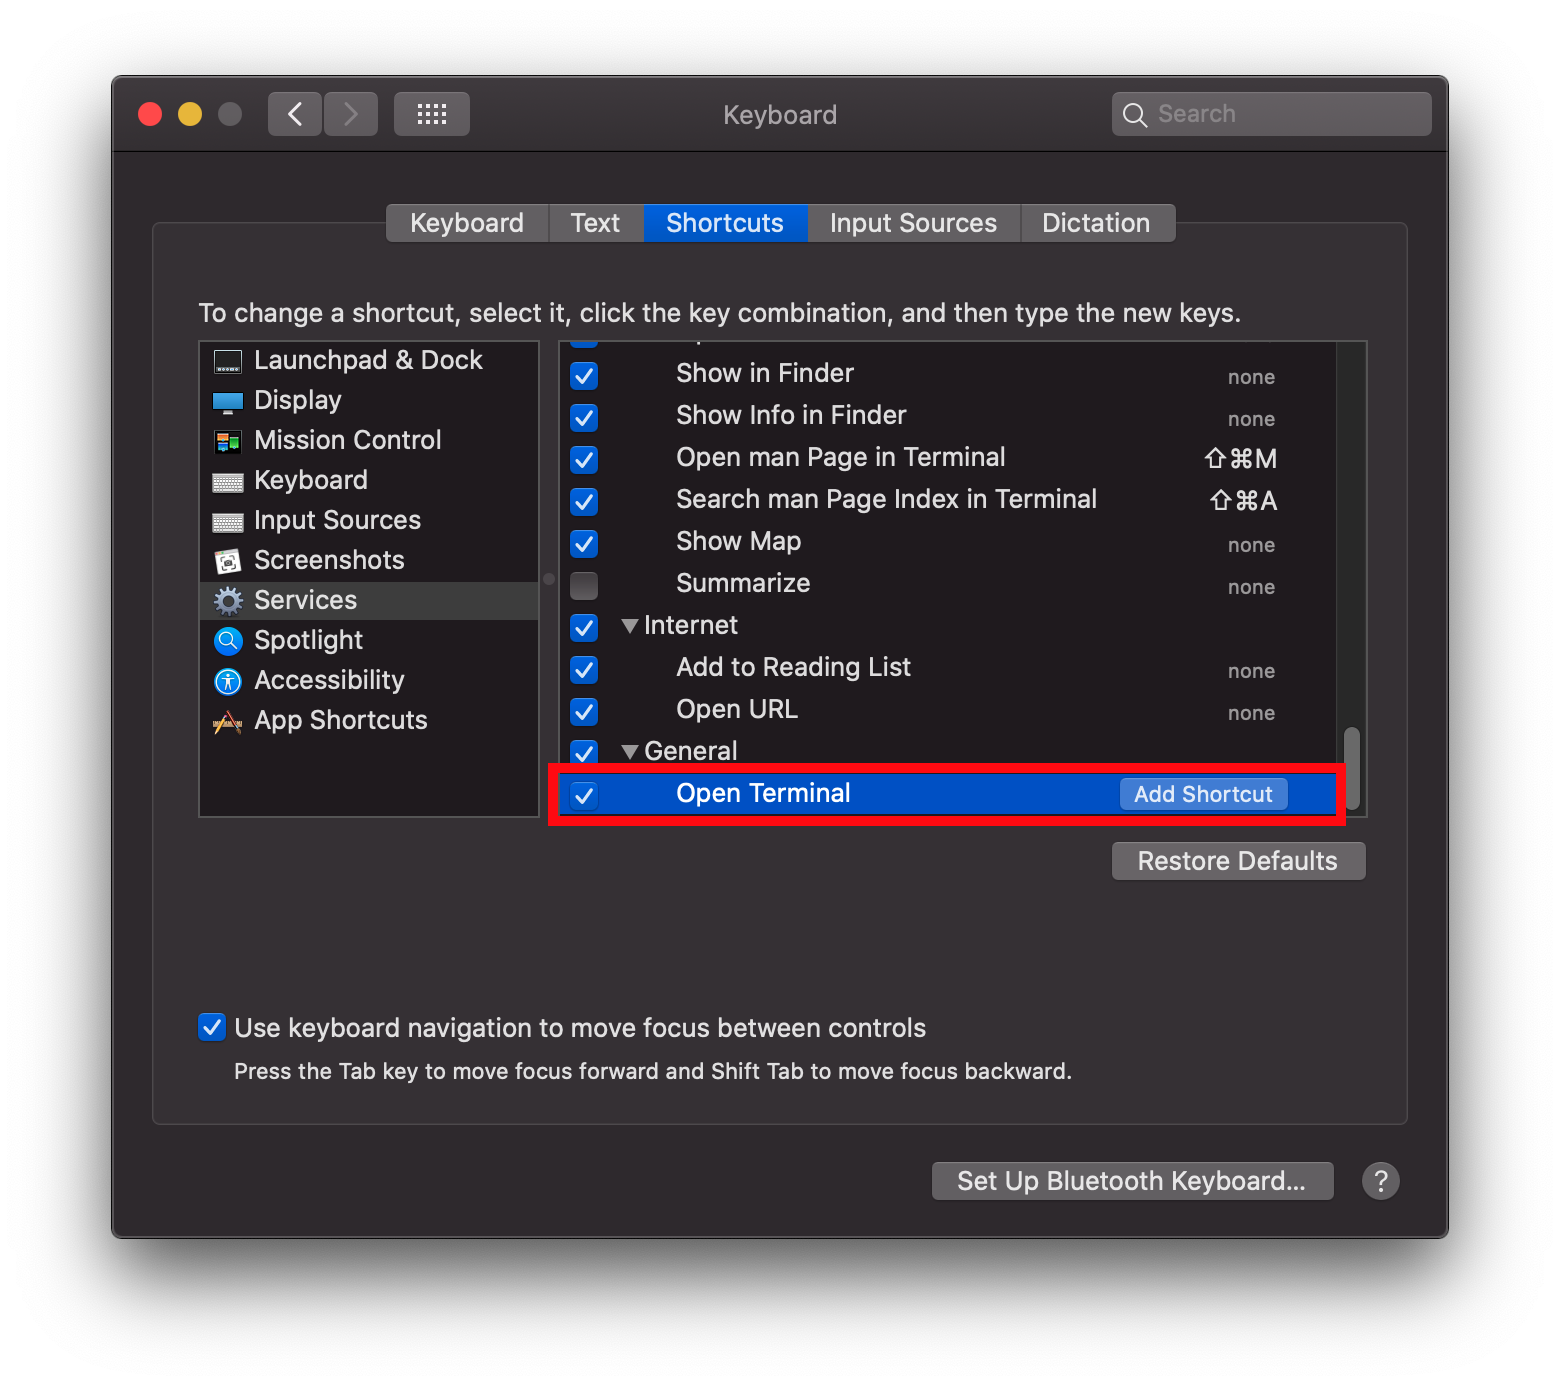 Keyboard
Search
Keyboard Text Shortcuts Input Sources Dictation
To change a shortcut, select it, click the key combination, and then type the new keys.
Launchpad & Dock
Display
Mission Control
Keyboard
Input Sources
Screenshots
Services
Spotlight
Accessibility
App Shortcuts
Show in Finder none
Show Info in Finder none
Open man Page in Terminal ⇧⌘M
Search man Page Index in Terminal ⇧⌘A
Show Map none
Summarize none
Internet
Add to Reading List none
Open URL none
General
Open Terminal Add Shortcut
Restore Defaults
Use keyboard navigation to move focus between controls
Press the Tab key to move focus forward and Shift Tab to move focus backward.
Set Up Bluetooth Keyboard... ?